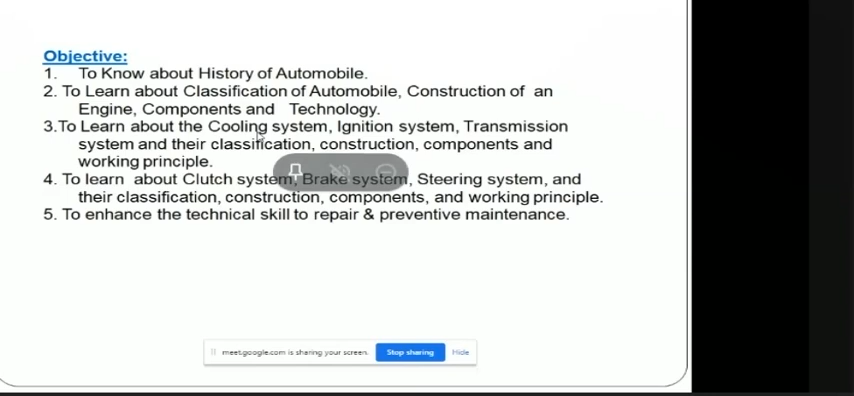 Objective:
1. To Know about History of Automobile.
2. To Learn about Classification of Automobile, Construction of an
Engine, Components and Technology.
3.To Learn about the Cooling system, Ignition system, Transmission
system and their classification, construction, components and
working principle.
4. To learn about Clutch system, Brake system, Steering system, and
their classification, construction, components, and working principle.
5. To enhance the technical skill to repair & preventive maintenance.
meet.google.com is sharing your screen. Stop sharing Hide